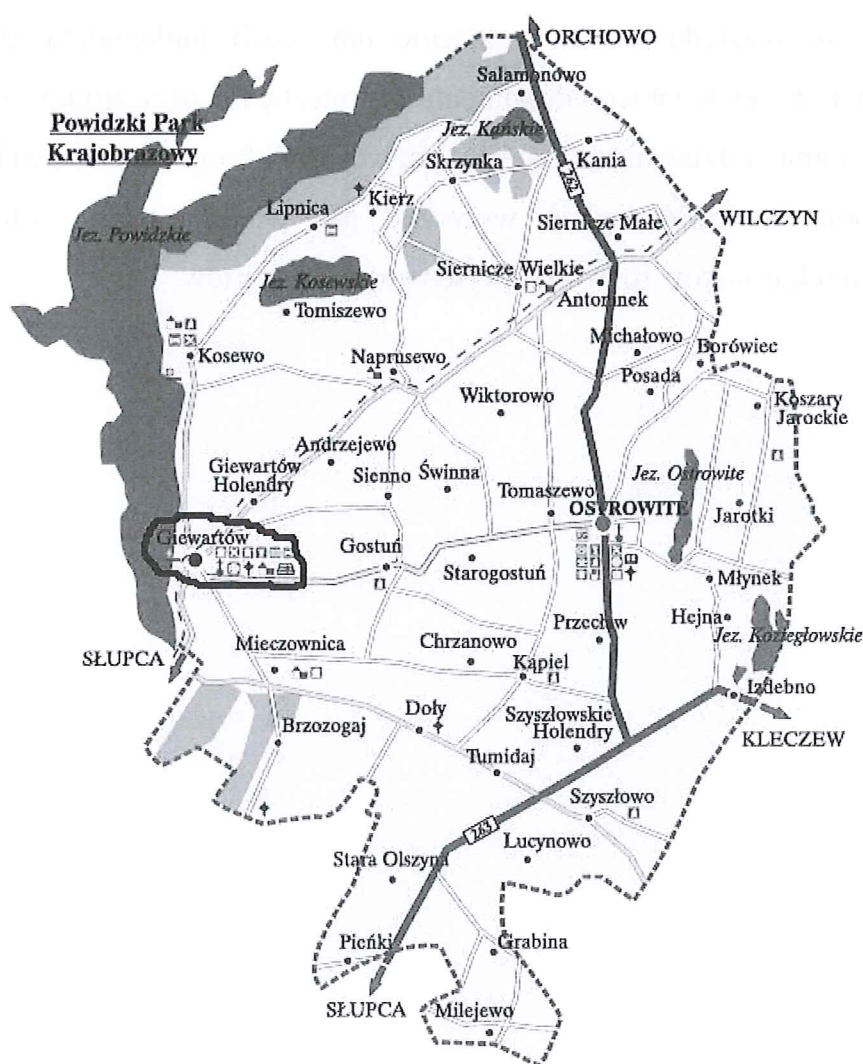 ORCHOWO
Salamonowo
Powidzki Park
Krajobrazowy
Jez. Kańskie
Skrzynka
Kania
262
Kierz
Lipnica
WILCZYN
Siernicze Małe
Jez. Powidzkie
Siernicze Wielkie
Jez. Kosewskie
Antoninek
Tomiszewo
Michałowo
Borówiec
Kosewo
Naprusewo
Posada
Wiktorowo
Koszary
Jarockie
Andrzejewo
Giewartów
Holendry
Sienno
Świnna
Jez. Ostrowite
Tomaszewo
OSTROWITE
Jarotki
Giewartów
Gostuń
Starogostuń
Młynek
Przecław
Hejna
Jez. Koziegłowskie
Mieczownica
Chrzanowo
SŁUPCA
Kąpiel
Izdebno
Doły
Szyszłowskie
Holendry
Brzozogaj
KLECZEW
Tumidaj
Szyszłowo
263
Lucynowo
Stara Olszyna
Pieńki
Grabina
SŁUPCA
Milejewo